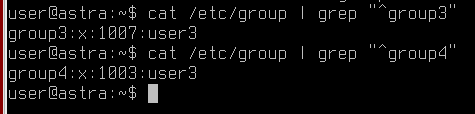 user@astra:~$ cat /etc/group | grep "^group3"
group3:x:1007:user3
user@astra:~$ cat /etc/group | grep "^group4"
group4:x:1003:user3
user@astra:~$